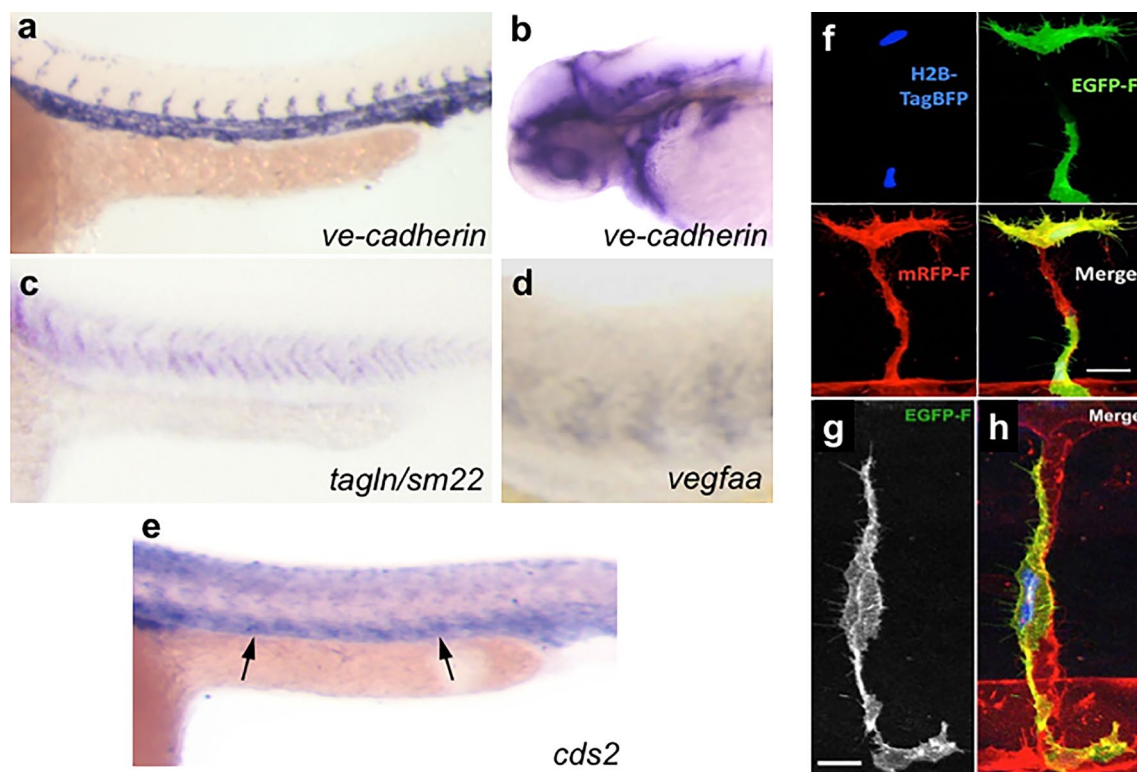 a
ve-cadherin
b
ve-cadherin
c
tagln/sm22
d
vegfaa
e
cds2
f
H2B-
TagBFP
EGFP-F
mRFP-F
Merge
g
EGFP-F
h
Merge